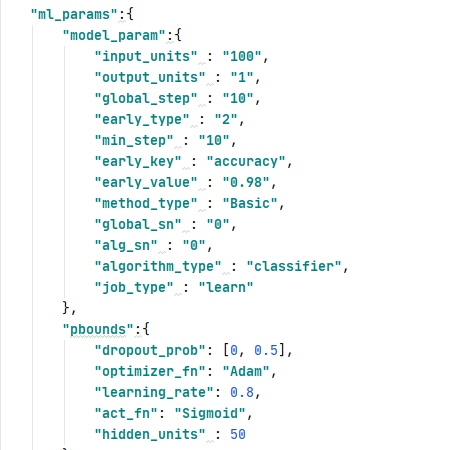 "ml_params":{
"model_param":{
"input_units" : "100",
"output_units" : "1",
"global_step" : "10",
"early_type" : "2",
"min_step" : "10",
"early_key" : "accuracy",
"early_value" : "0.98",
"method_type" : "Basic",
"global_sn" : "0",
"alg_sn" : "0",
"algorithm_type" : "classifier",
"job_type" : "learn"
},
"pbounds":{
"dropout_prob": [0, 0.5],
"optimizer_fn": "Adam",
"learning_rate": 0.8,
"act_fn": "Sigmoid",
"hidden_units" : 50